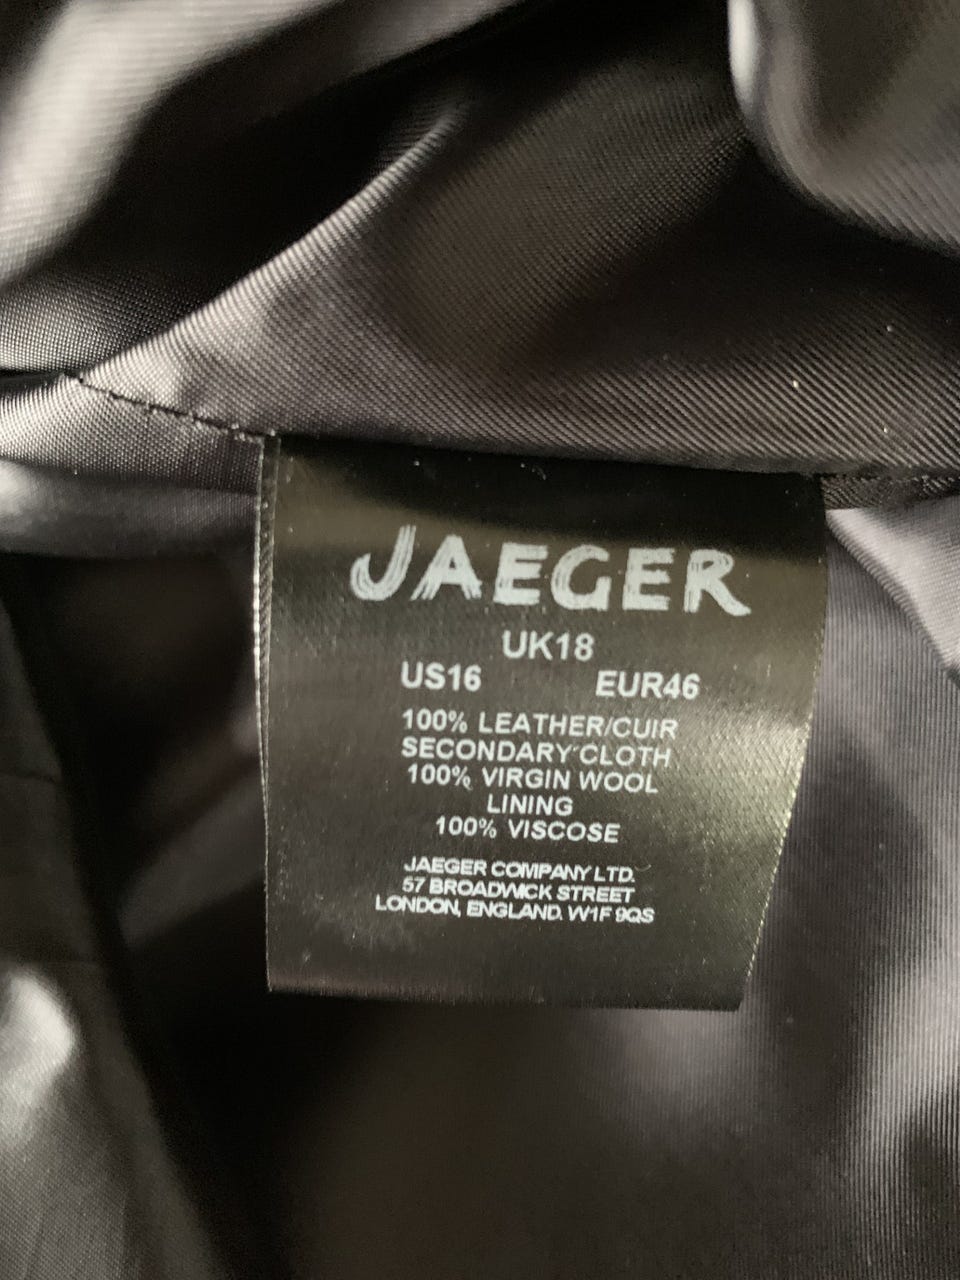 JAEGER
UK18
US16 EUR46
100% LEATHER/CUIR
SECONDARY CLOTH
100% VIRGIN WOOL
LINING
100% VISCOSE
JAEGER COMPANY LTD.
57 BROADWICK STREET
LONDON, ENGLAND. W1F 9QS